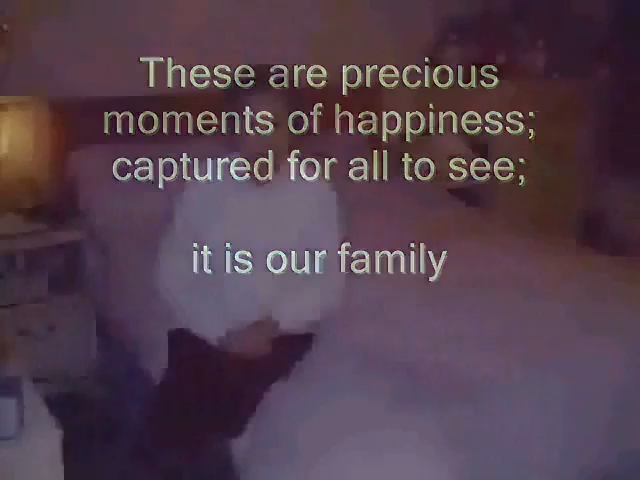 These are precious
moments of happiness;
captured for all to see;
it is our family